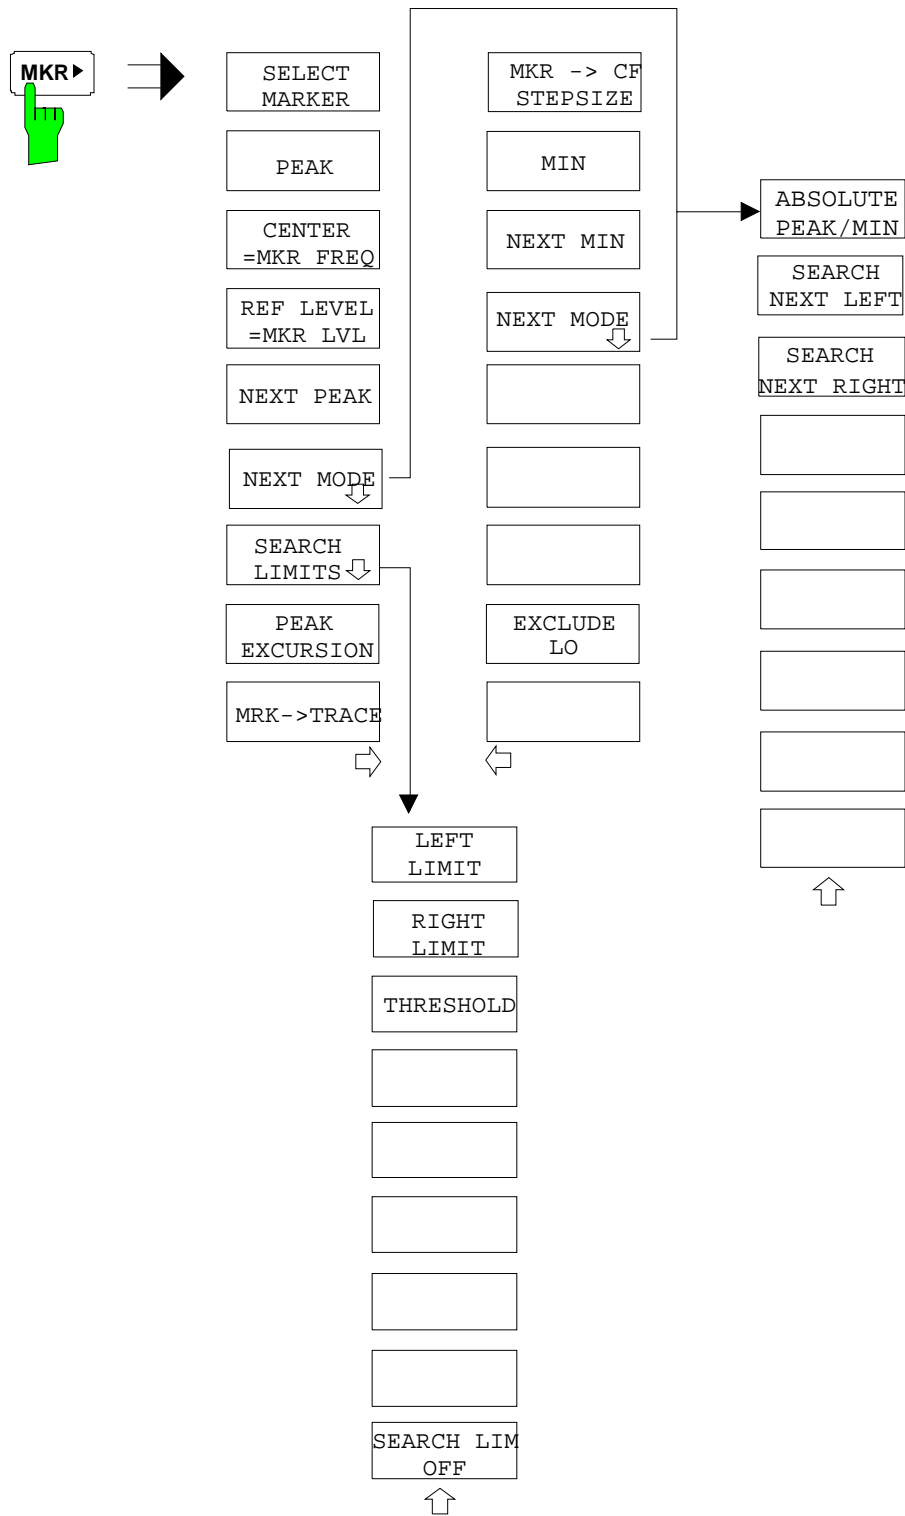 MKR
SELECT
MARKER
PEAK
CENTER
=MKR FREQ
REF LEVEL
=MKR LVL
NEXT PEAK
NEXT MODE
SEARCH
LIMITS
PEAK
EXCURSION
MRK->TRACE
MKR -> CF
STEPSIZE
MIN
NEXT MIN
NEXT MODE
EXCLUDE
LO
ABSOLUTE
PEAK/MIN
SEARCH
NEXT LEFT
SEARCH
NEXT RIGHT
LEFT
LIMIT
RIGHT
LIMIT
THRESHOLD
SEARCH LIM
OFF